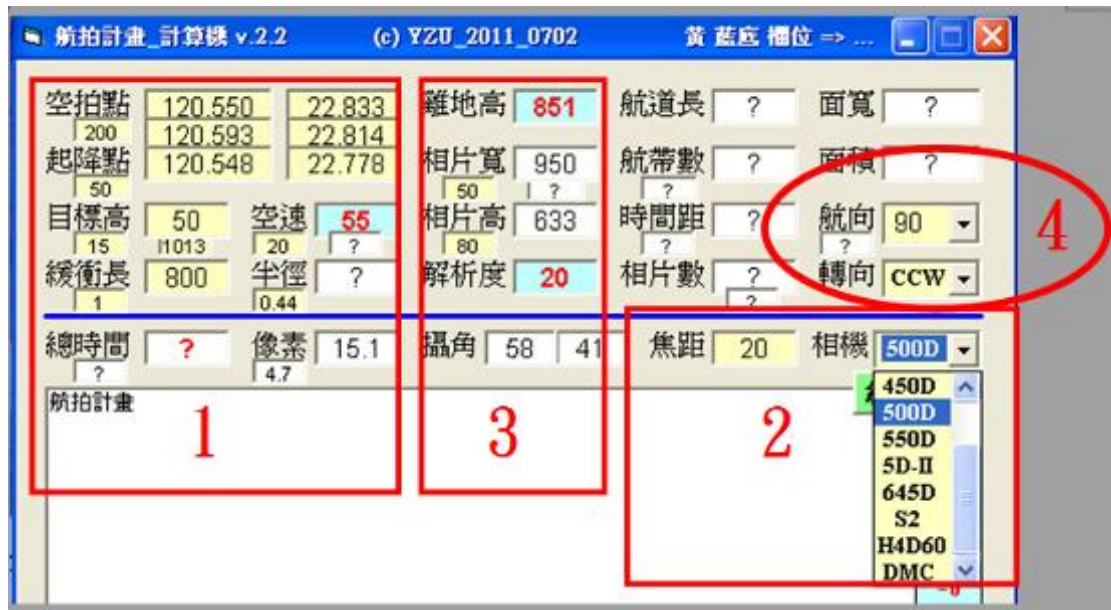 航拍計畫_計算機 v.2.2 (c) YZU_2011_0702 黃 藍底 欄位 => ...
空拍點 120.550 22.833 離地高 851 航道長 ? 面寬 ?
200 120.593 22.814
起降點 120.548 22.778 相片寬 950 航帶數 ? 面積 ?
50 50 ? ?
目標高 50 空速 55 相片高 633 時間距 ? 航向 90
15 l1013 20 ? 80 ? ?
緩衝長 800 半徑 ? 解析度 20 相片數 ? 轉向 CCW
1 0.44 ?
4
總時間 ? 像素 15.1 攝角 58 41 焦距 20 相機 500D
? 4.7
航拍計畫
450D
500D
550D
5D-II
645D
S2
H4D60
DMC
1
3
2